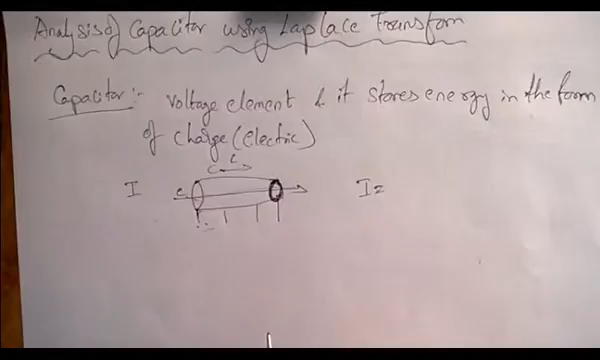 Analysis of Capacitor using Laplace Transform
Capacitor:- Voltage element & it stores energy in the form
of charge (electric)
I
I=